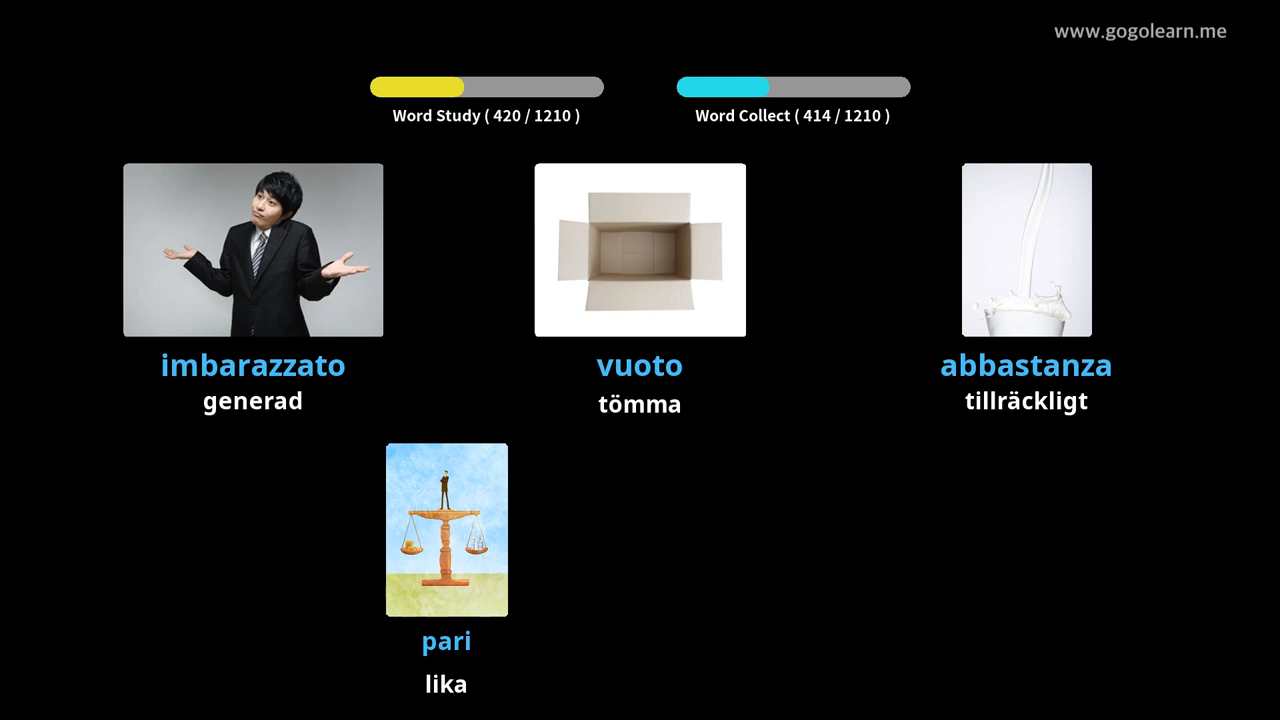 www.gogolearn.me
Word Study ( 420 / 1210 )
Word Collect ( 414 / 1210 )
imbarazzato
generad
vuoto
tömma
abbastanza
tillräckligt
pari
lika